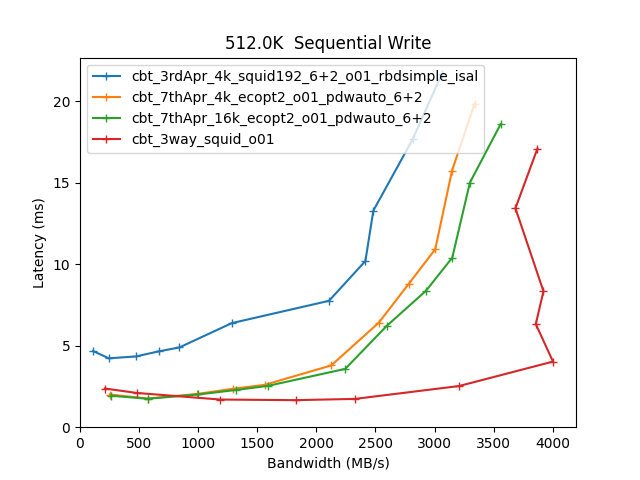 512.0K  Sequential Write
cbt_3rdApr_4k_squid192_6+2_o01_rbdsimple_isal
cbt_7thApr_4k_ecopt2_o01_pdwauto_6+2
cbt_7thApr_16k_ecopt2_o01_pdwauto_6+2
cbt_3way_squid_o01
Latency (ms)
20
15
10
5
0
0 500 1000 1500 2000 2500 3000 3500 4000
Bandwidth (MB/s)